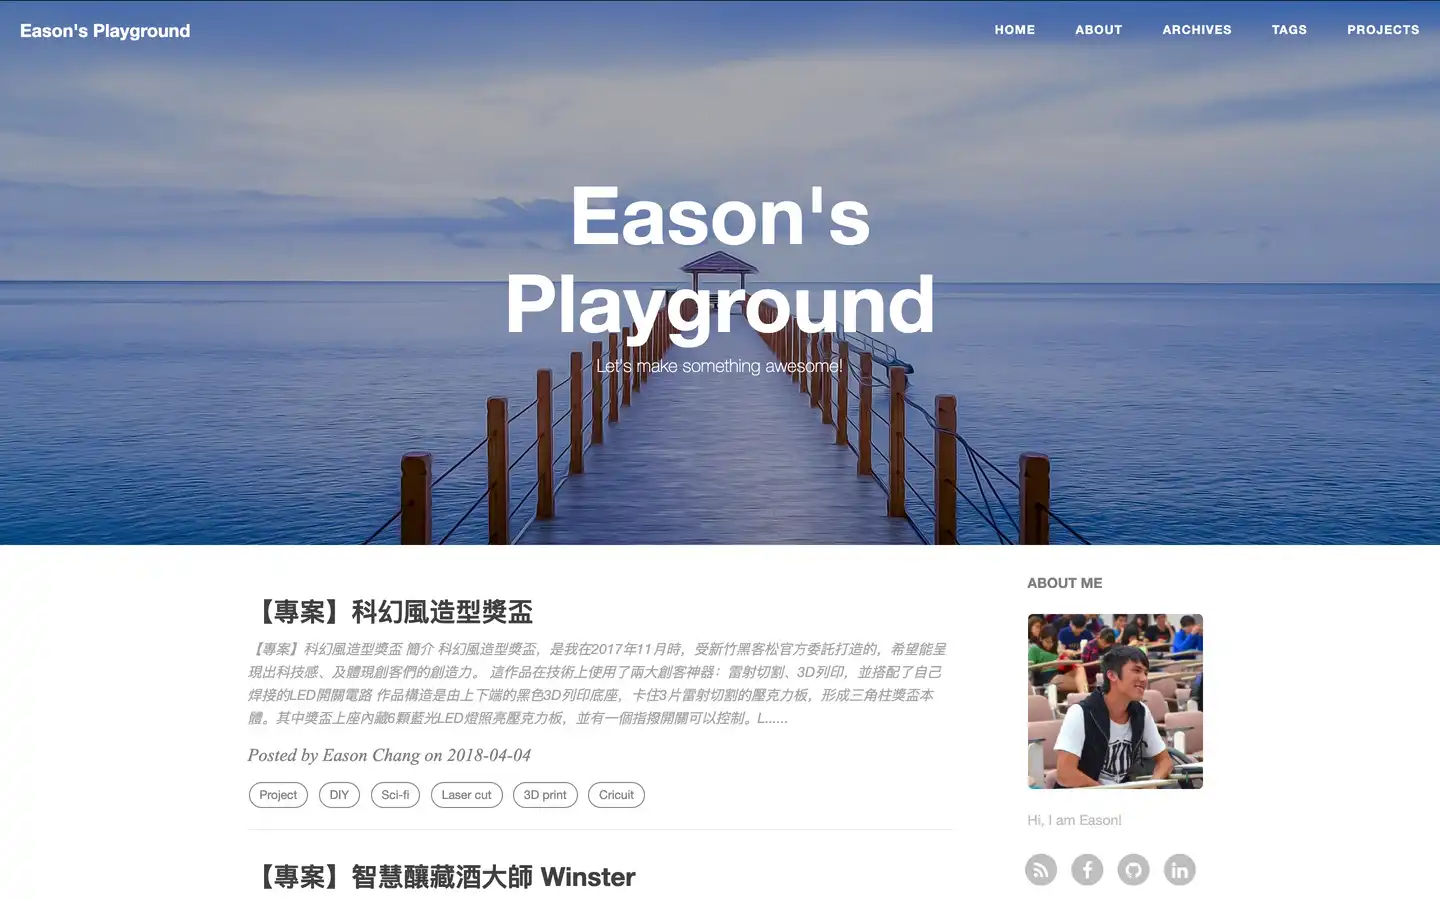 Eason's Playground
HOME ABOUT ARCHIVES TAGS PROJECTS
Eason's
Playground
Let's make something awesome!
【專案】科幻風造型獎盃
【專案】科幻風造型獎盃 簡介 科幻風造型獎盃，是我在2017年11月時，受新竹黑客松官方委託打造的，希望能呈
現出科技感、及體現創客們的創造力。 這作品在技術上使用了兩大創客神器：雷射切割、3D列印，並搭配了自己
焊接的LED開關電路 作品構造是由上下端的黑色3D列印底座，卡住3片雷射切割的壓克力板，形成三角柱獎盃本
體。其中獎盃上座內藏6顆藍光LED燈照亮壓克力板，並有一個指撥開關可以控制。L......
Posted by Eason Chang on 2018-04-04
Project DIY Sci-fi Laser cut 3D print Cricuit
【專案】智慧釀藏酒大師 Winster
ABOUT ME
Hi, I am Eason!